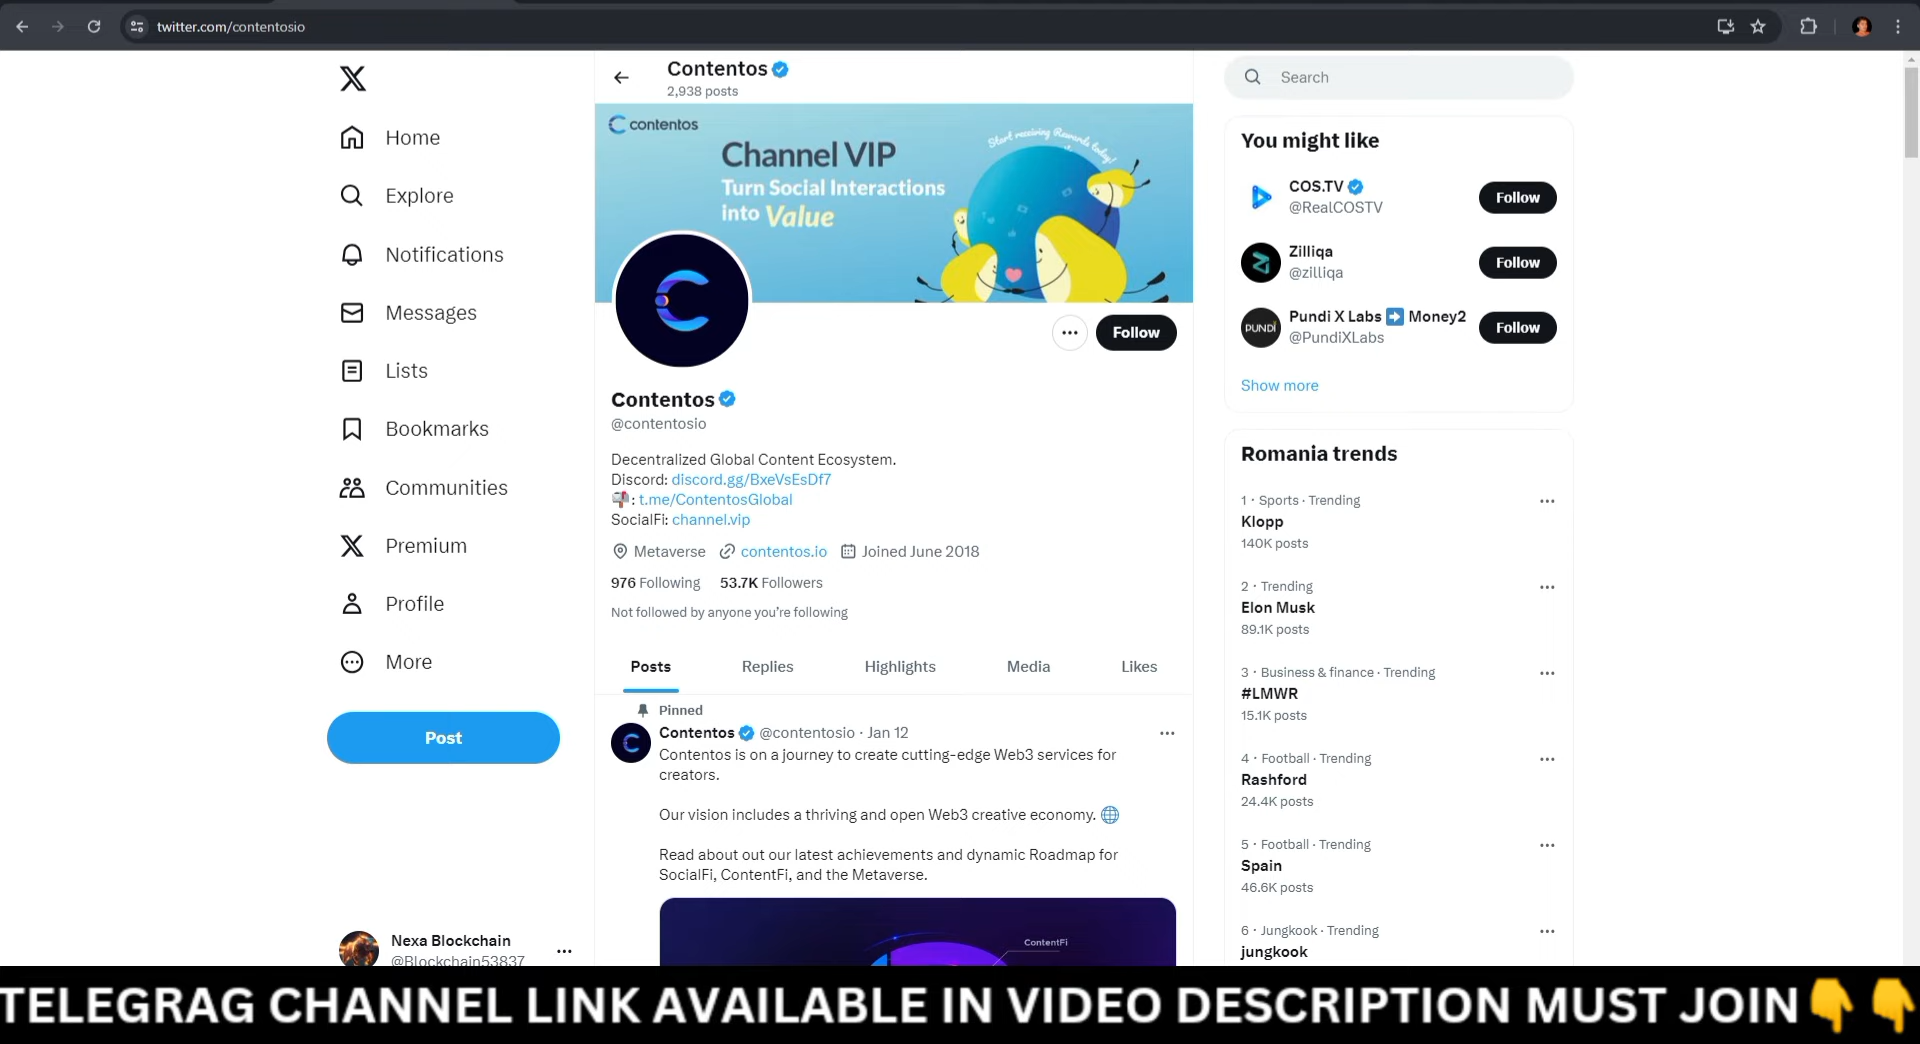 twitter.com/contentosio
Home
Explore
Notifications
Messages
Lists
Bookmarks
Communities
Premium
Profile
More
Post
Nexa Blockchain
@Blockchain53837
Contentos
2,938 posts
contentos
Channel VIP
Turn Social Interactions
into Value
Start receiving Rewards today!
Follow
Contentos
@contentosio
Decentralized Global Content Ecosystem.
Discord: discord.gg/BxeVsEsDf7
📬: t.me/ContentosGlobal
SocialFi: channel.vip
Metaverse contentos.io Joined June 2018
976 Following 53.7K Followers
Not followed by anyone you’re following
Posts Replies Highlights Media Likes
Pinned
Contentos @contentosio · Jan 12
Contentos is on a journey to create cutting-edge Web3 services for
creators.
Our vision includes a thriving and open Web3 creative economy. 🌐
Read about out our latest achievements and dynamic Roadmap for
SocialFi, ContentFi, and the Metaverse.
ContentFi
Search
You might like
COS.TV
@RealCOSTV
Follow
Zilliqa
@zilliqa
Follow
PUNDI
Pundi X Labs ➡️ Money2
@PundiXLabs
Follow
Show more
Romania trends
1 · Sports · Trending
Klopp
140K posts
2 · Trending
Elon Musk
89.1K posts
3 · Business & finance · Trending
#LMWR
15.1K posts
4 · Football · Trending
Rashford
24.4K posts
5 · Football · Trending
Spain
46.6K posts
6 · Jungkook · Trending
jungkook
TELEGRAG CHANNEL LINK AVAILABLE IN VIDEO DESCRIPTION MUST JOIN👇👇